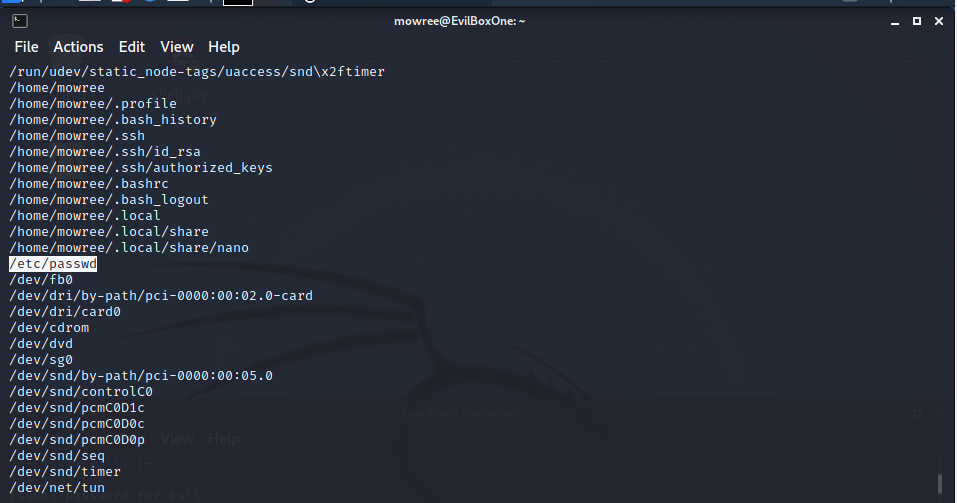 mowree@EvilBoxOne: ~
File Actions Edit View Help
/run/udev/static_node-tags/uaccess/snd\x2ftimer
/home/mowree
/home/mowree/.profile
/home/mowree/.bash_history
/home/mowree/.ssh
/home/mowree/.ssh/id_rsa
/home/mowree/.ssh/authorized_keys
/home/mowree/.bashrc
/home/mowree/.bash_logout
/home/mowree/.local
/home/mowree/.local/share
/home/mowree/.local/share/nano
/etc/passwd
/dev/fb0
/dev/dri/by-path/pci-0000:00:02.0-card
/dev/dri/card0
/dev/cdrom
/dev/dvd
/dev/sg0
/dev/snd/by-path/pci-0000:00:05.0
/dev/snd/controlC0
/dev/snd/pcmC0D1c
/dev/snd/pcmC0D0c
/dev/snd/pcmC0D0p
/dev/snd/seq
/dev/snd/timer
/dev/net/tun